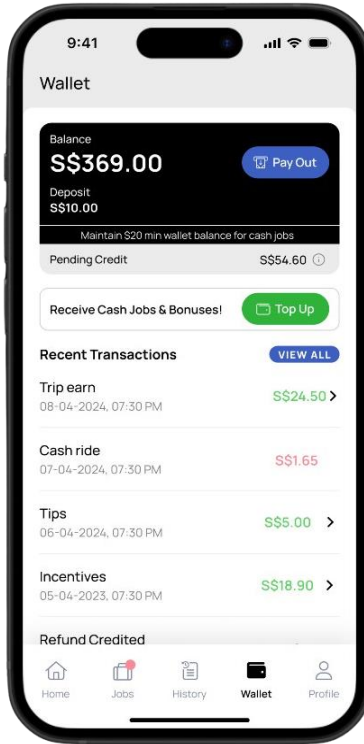 9:41
Wallet
Balance
S$369.00
Pay Out
Deposit
S$10.00
Maintain $20 min wallet balance for cash jobs
Pending Credit S$54.60
Receive Cash Jobs & Bonuses! Top Up
Recent Transactions VIEW ALL
Trip earn
08-04-2024, 07:30 PM
S$24.50
Cash ride
07-04-2024, 07:30 PM
S$1.65
Tips
06-04-2024, 07:30 PM
S$5.00
Incentives
05-04-2023, 07:30 PM
S$18.90
Refund Credited
Home Jobs History Wallet Profile